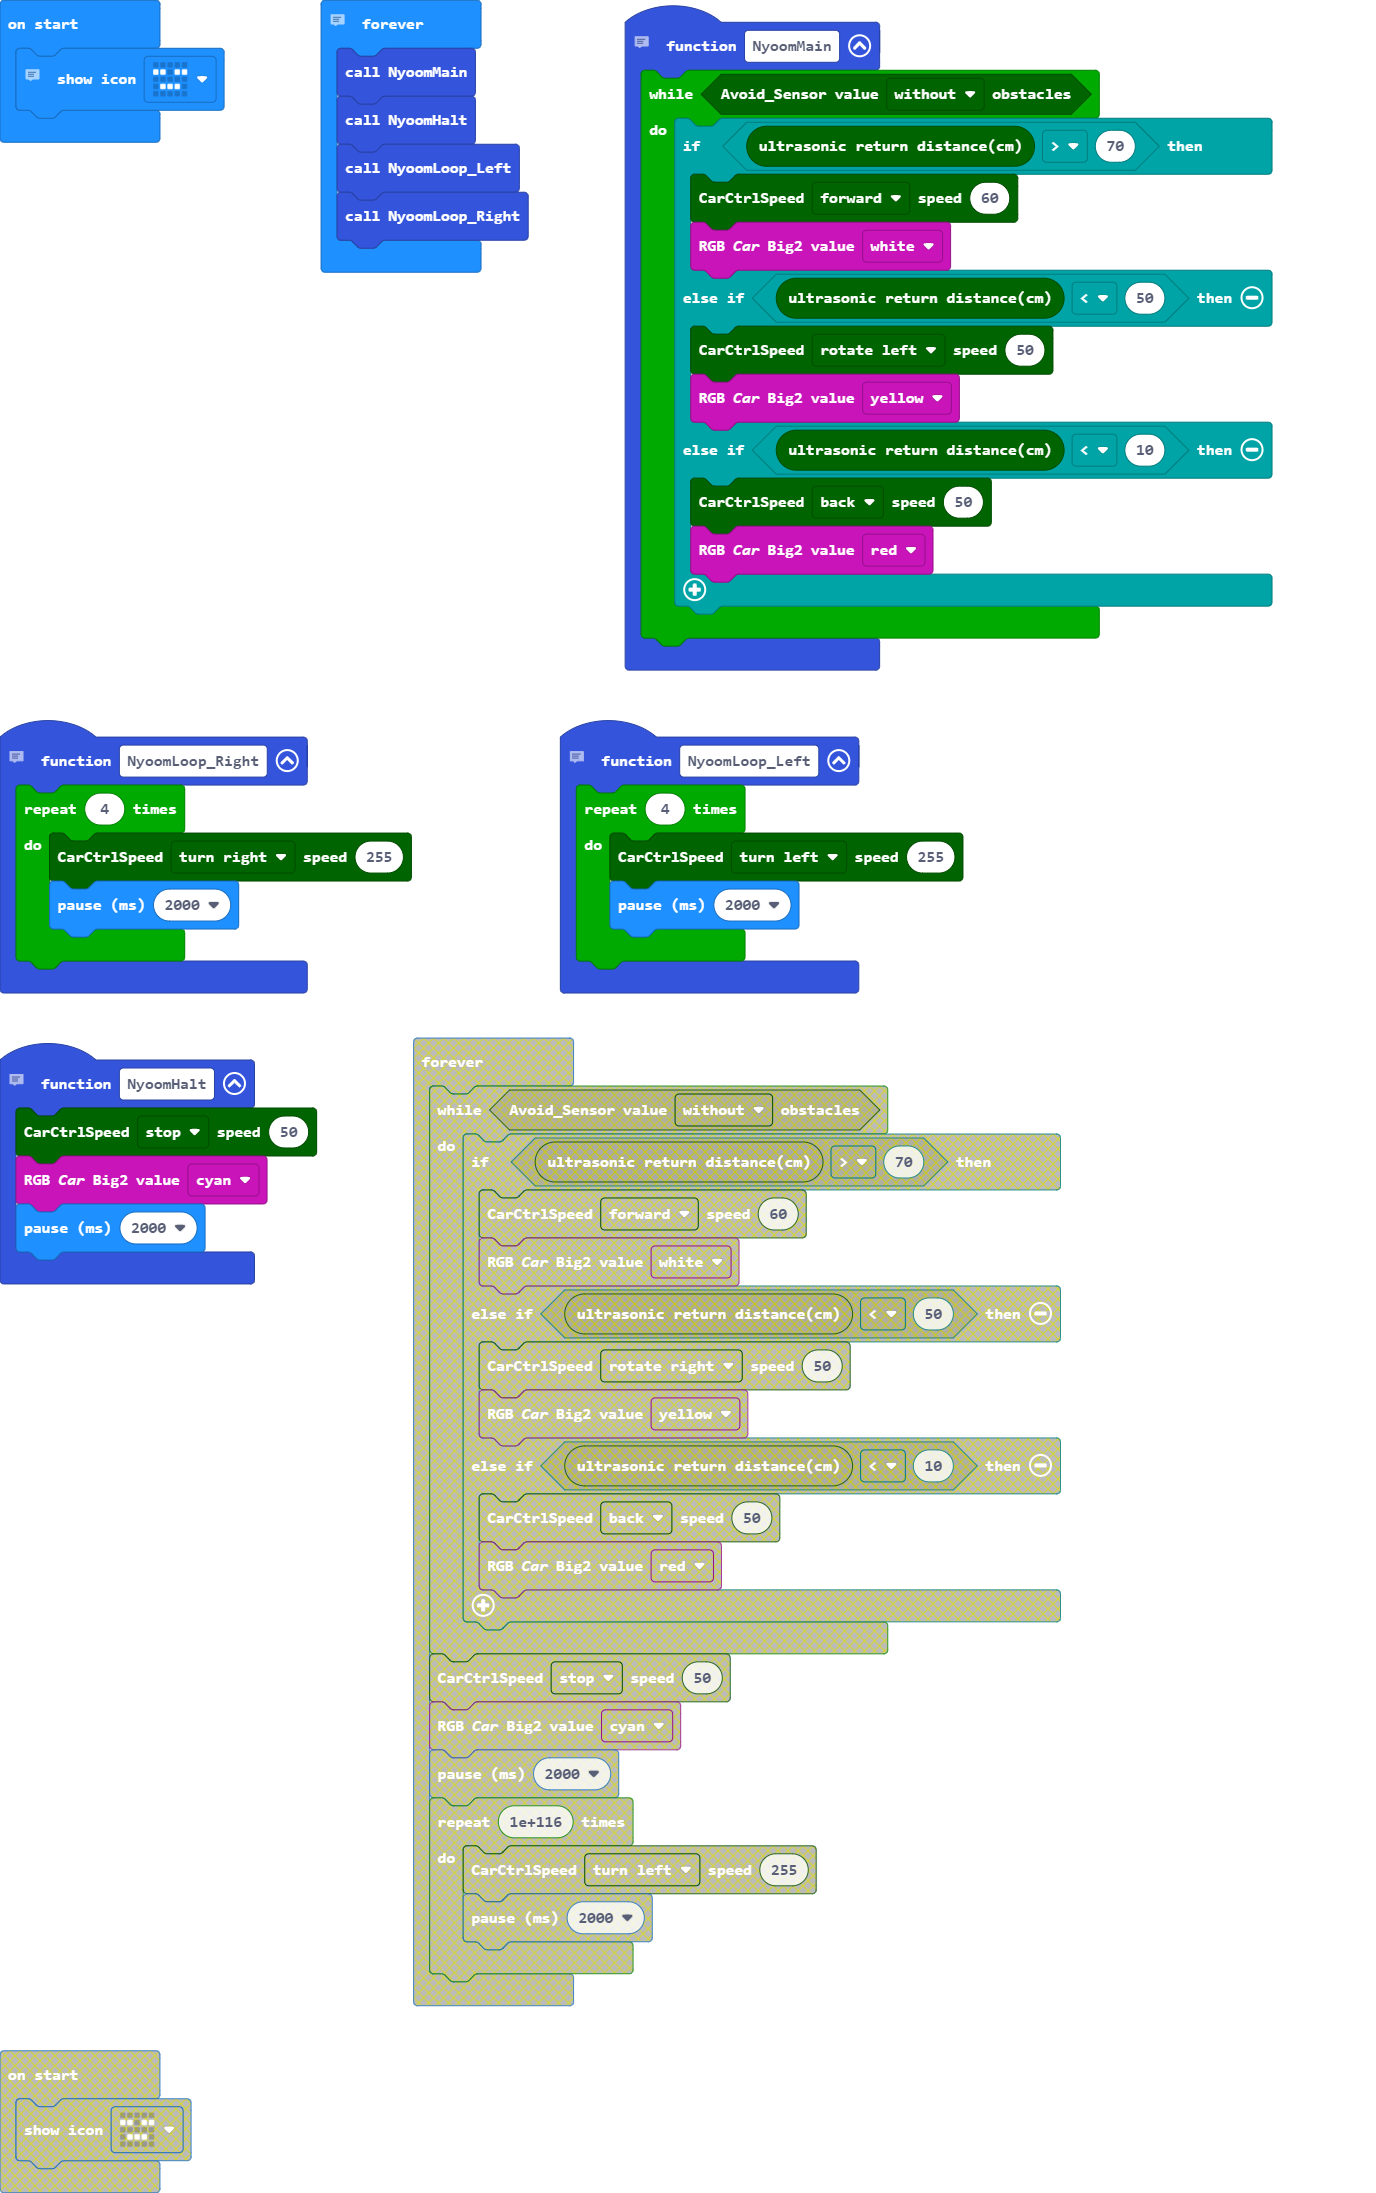 on start
show icon
forever
call NyoomMain
call NyoomHalt
call NyoomLoop_Left
call NyoomLoop_Right
function NyoomMain
while Avoid_Sensor value without obstacles
do
if ultrasonic return distance(cm) > 70 then
CarCtrlSpeed forward speed 60
RGB Car Big2 value white
else if ultrasonic return distance(cm) < 50 then
CarCtrlSpeed rotate left speed 50
RGB Car Big2 value yellow
else if ultrasonic return distance(cm) < 10 then
CarCtrlSpeed back speed 50
RGB Car Big2 value red
function NyoomLoop_Right
repeat 4 times
do
CarCtrlSpeed turn right speed 255
pause (ms) 2000
function NyoomLoop_Left
repeat 4 times
do
CarCtrlSpeed turn left speed 255
pause (ms) 2000
function NyoomHalt
CarCtrlSpeed stop speed 50
RGB Car Big2 value cyan
pause (ms) 2000
forever
while Avoid_Sensor value without obstacles
do
if ultrasonic return distance(cm) > 70 then
CarCtrlSpeed forward speed 60
RGB Car Big2 value white
else if ultrasonic return distance(cm) < 50 then
CarCtrlSpeed rotate right speed 50
RGB Car Big2 value yellow
else if ultrasonic return distance(cm) < 10 then
CarCtrlSpeed back speed 50
RGB Car Big2 value red
CarCtrlSpeed stop speed 50
RGB Car Big2 value cyan
pause (ms) 2000
repeat 1e+116 times
do
CarCtrlSpeed turn left speed 255
pause (ms) 2000
on start
show icon